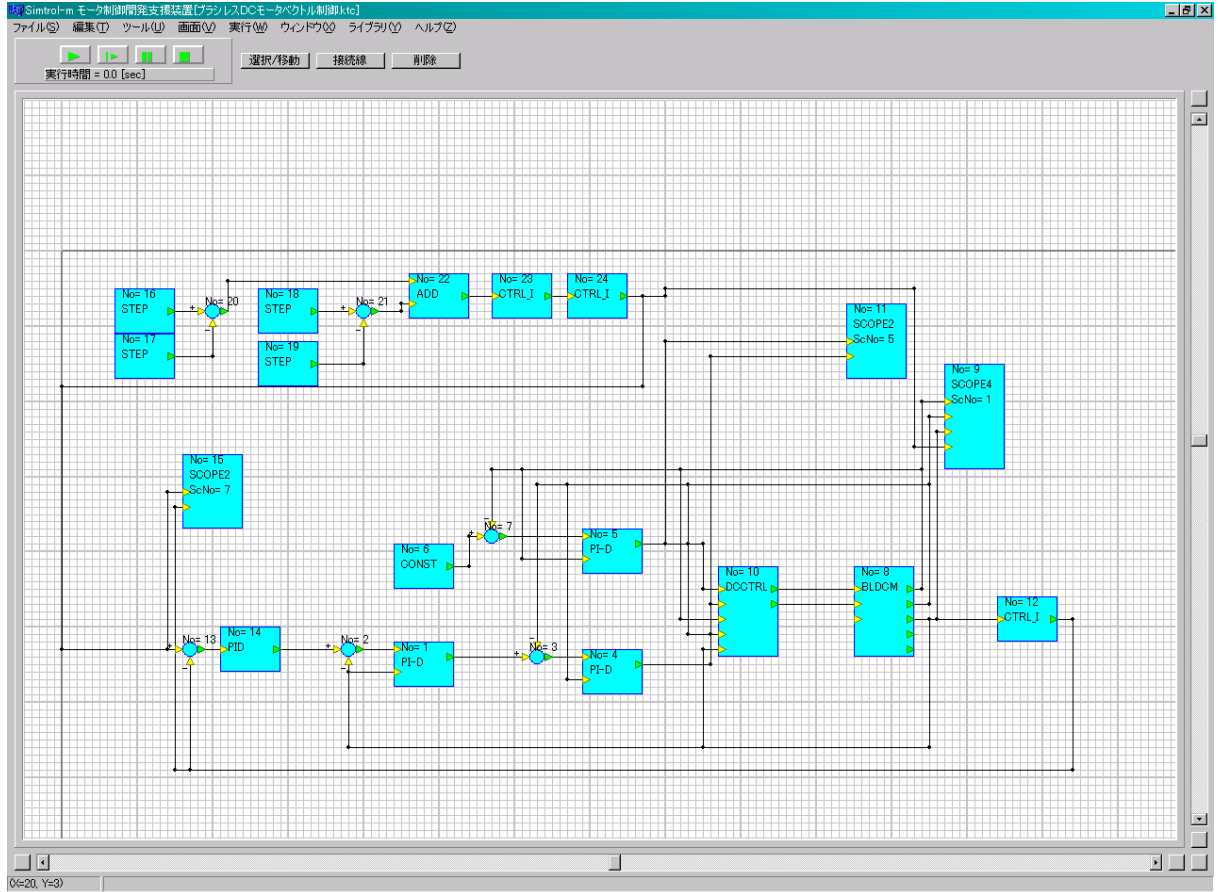 Simtrol-m モータ制御開発支援装置[ブラシレスDCモータベクトル制御.ktc]
ファイル(S) 編集(T) ツール(U) 画面(V) 実行(W) ウィンドウ(X) ライブラリ(Y) ヘルプ(Z)
選択/移動 接続線 削除
実行時間 = 0.0 [sec]
No= 22
ADD
No= 23
CTRL_I
No= 24
CTRL_I
No= 16
STEP
No= 20
No= 18
STEP
No= 21
No= 17
STEP
No= 19
STEP
No= 11
SCOPE2
ScNo= 5
No= 9
SCOPE4
ScNo= 1
No= 15
SCOPE2
ScNo= 7
No= 7
No= 5
PI-D
No= 6
CONST
No= 10
DCCTRL
No= 8
BLDCM
No= 12
CTRL_I
No= 13
No= 14
PID
No= 2
No= 1
PI-D
No= 3
No= 4
PI-D
(X=20, Y=3)